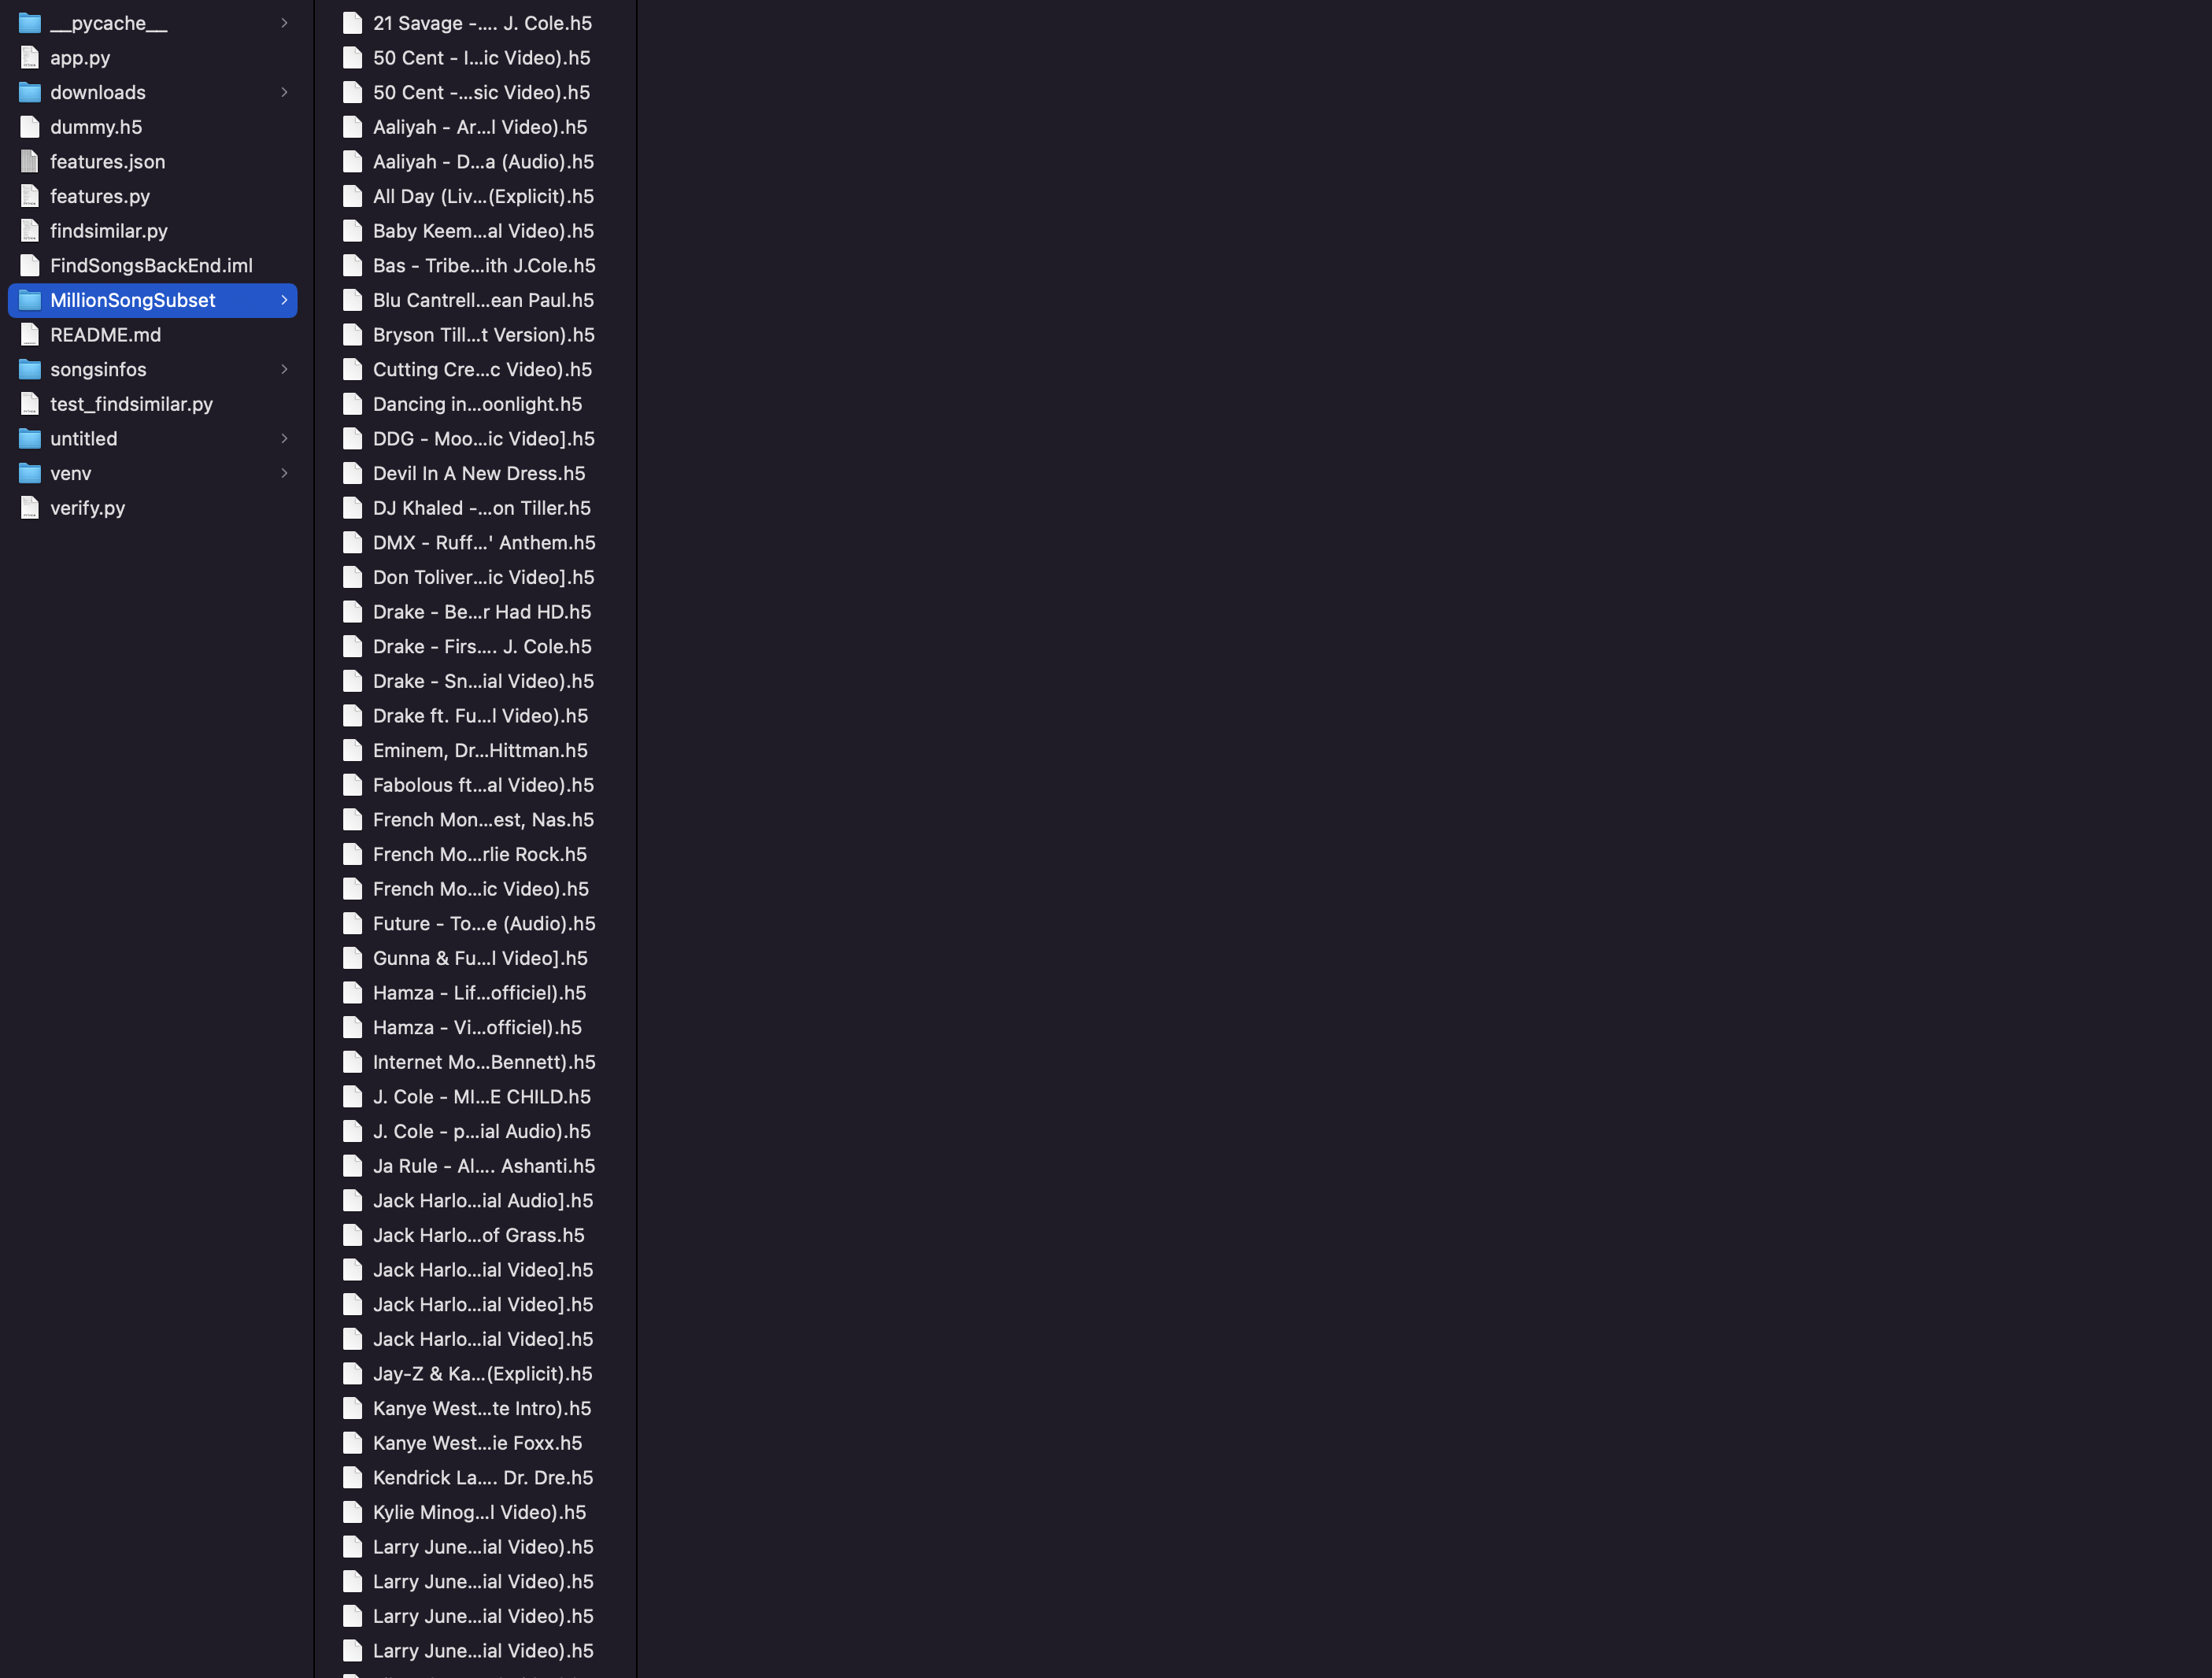 __pycache__
app.py
downloads
dummy.h5
features.json
features.py
findsimilar.py
FindSongsBackEnd.iml
MillionSongSubset
README.md
songsinfos
test_findsimilar.py
untitled
venv
verify.py
21 Savage -.... J. Cole.h5
50 Cent - I...ic Video).h5
50 Cent -...sic Video).h5
Aaliyah - Ar...l Video).h5
Aaliyah - D...a (Audio).h5
All Day (Liv...(Explicit).h5
Baby Keem...al Video).h5
Bas - Tribe...ith J.Cole.h5
Blu Cantrell...ean Paul.h5
Bryson Till...t Version).h5
Cutting Cre...c Video).h5
Dancing in...oonlight.h5
DDG - Moo...ic Video].h5
Devil In A New Dress.h5
DJ Khaled -...on Tiller.h5
DMX - Ruff...' Anthem.h5
Don Toliver...ic Video].h5
Drake - Be...r Had HD.h5
Drake - Firs.... J. Cole.h5
Drake - Sn...ial Video).h5
Drake ft. Fu...l Video).h5
Eminem, Dr...Hittman.h5
Fabolous ft...al Video).h5
French Mon...est, Nas.h5
French Mo...rlie Rock.h5
French Mo...ic Video).h5
Future - To...e (Audio).h5
Gunna & Fu...l Video].h5
Hamza - Lif...officiel).h5
Hamza - Vi...officiel).h5
Internet Mo...Bennett).h5
J. Cole - MI...E CHILD.h5
J. Cole - p...ial Audio).h5
Ja Rule - Al.... Ashanti.h5
Jack Harlo...ial Audio].h5
Jack Harlo...of Grass.h5
Jack Harlo...ial Video].h5
Jack Harlo...ial Video].h5
Jack Harlo...ial Video].h5
Jay-Z & Ka...(Explicit).h5
Kanye West...te Intro).h5
Kanye West...ie Foxx.h5
Kendrick La.... Dr. Dre.h5
Kylie Minog...l Video).h5
Larry June...ial Video).h5
Larry June...ial Video).h5
Larry June...ial Video).h5
Larry June...ial Video).h5